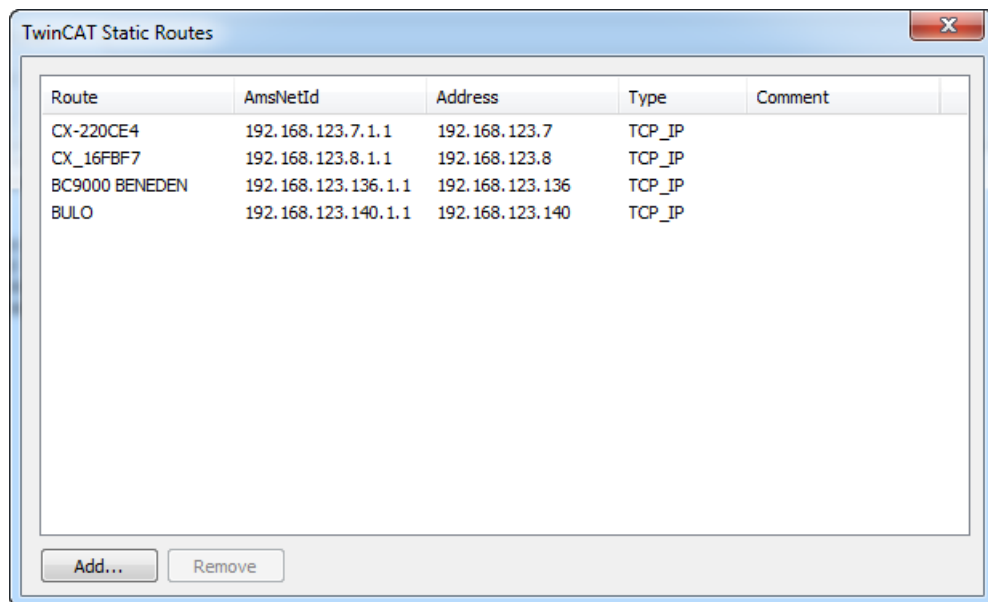 TwinCAT Static Routes
Route AmsNetId Address Type Comment
CX-220CE4 192.168.123.7.1.1 192.168.123.7 TCP_IP
CX_16FBF7 192.168.123.8.1.1 192.168.123.8 TCP_IP
BC9000 BENEDEN 192.168.123.136.1.1 192.168.123.136 TCP_IP
BULO 192.168.123.140.1.1 192.168.123.140 TCP_IP
Add... Remove